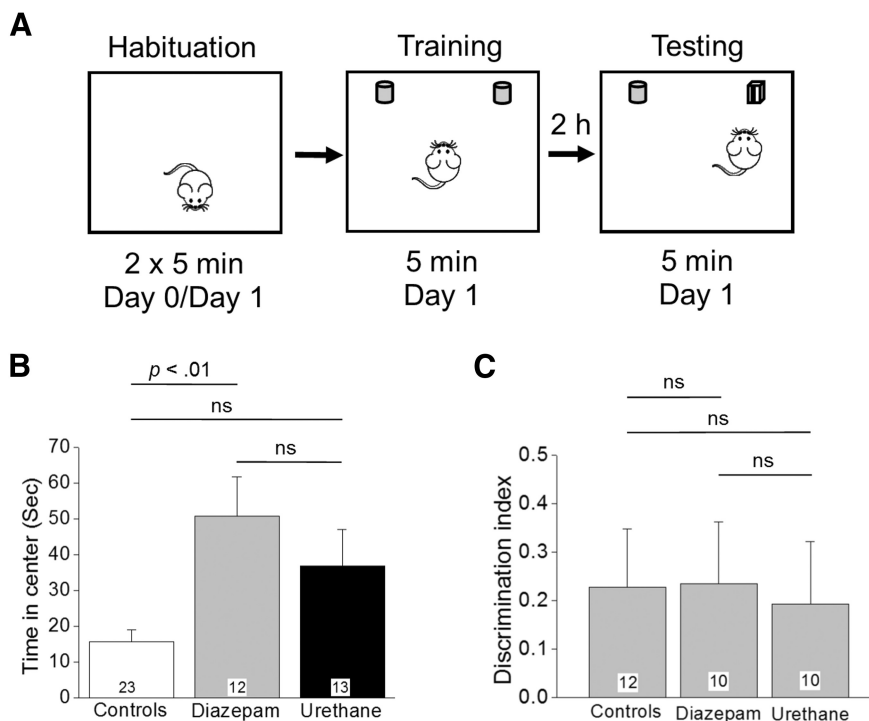 A
Habituation
Training
Testing
2 h
2 x 5 min
Day 0/Day 1
5 min
Day 1
5 min
Day 1
B
p < .01
ns
ns
Time in center (Sec)
70
60
50
40
30
20
10
0
23
12
13
Controls
Diazepam
Urethane
C
ns
ns
ns
Discrimination index
0.5
0.4
0.3
0.2
0.1
0.0
12
10
10
Controls
Diazepam
Urethane